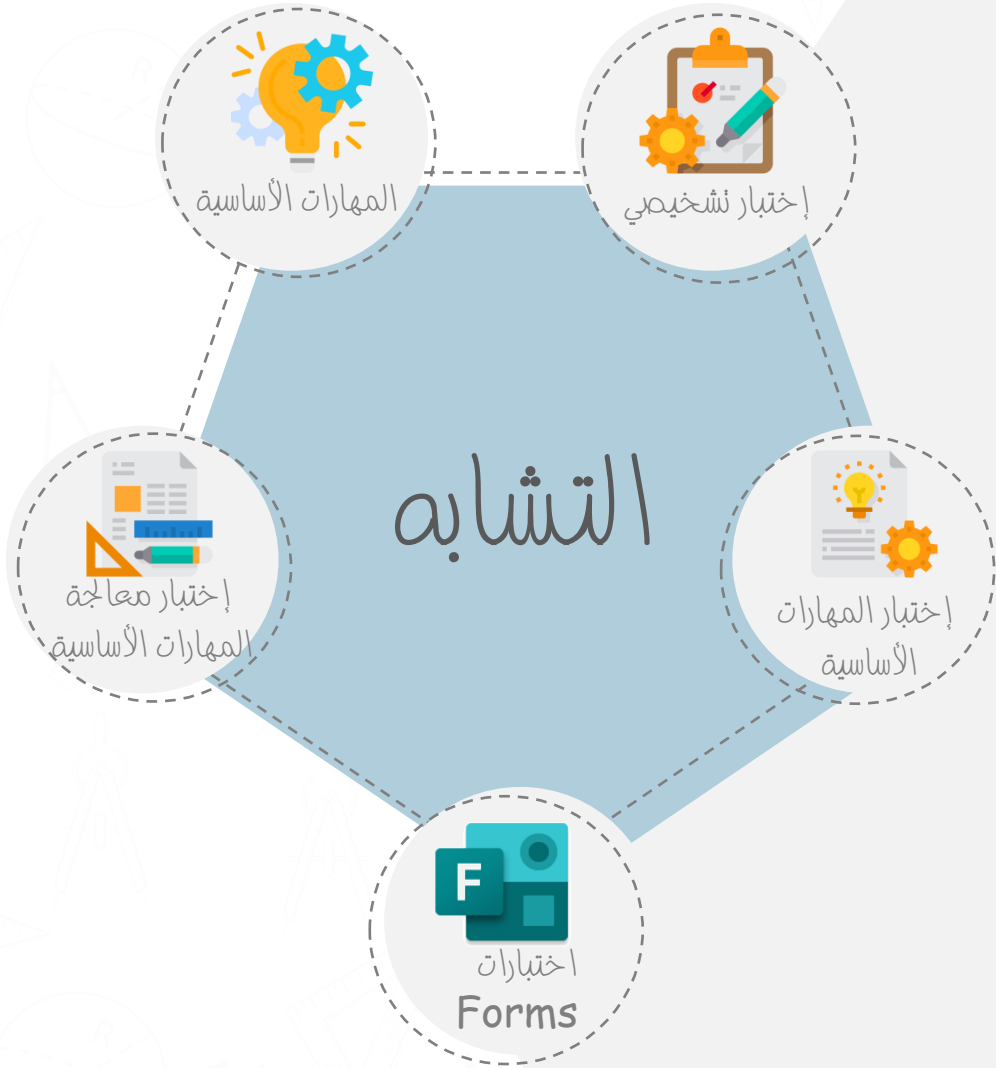 إختبار تشخيصي
المهارات الأساسية
التشابه
إختبار المهارات
الأساسية
إختبار معالجة
المهارات الأساسية
F
اختبارات
Forms